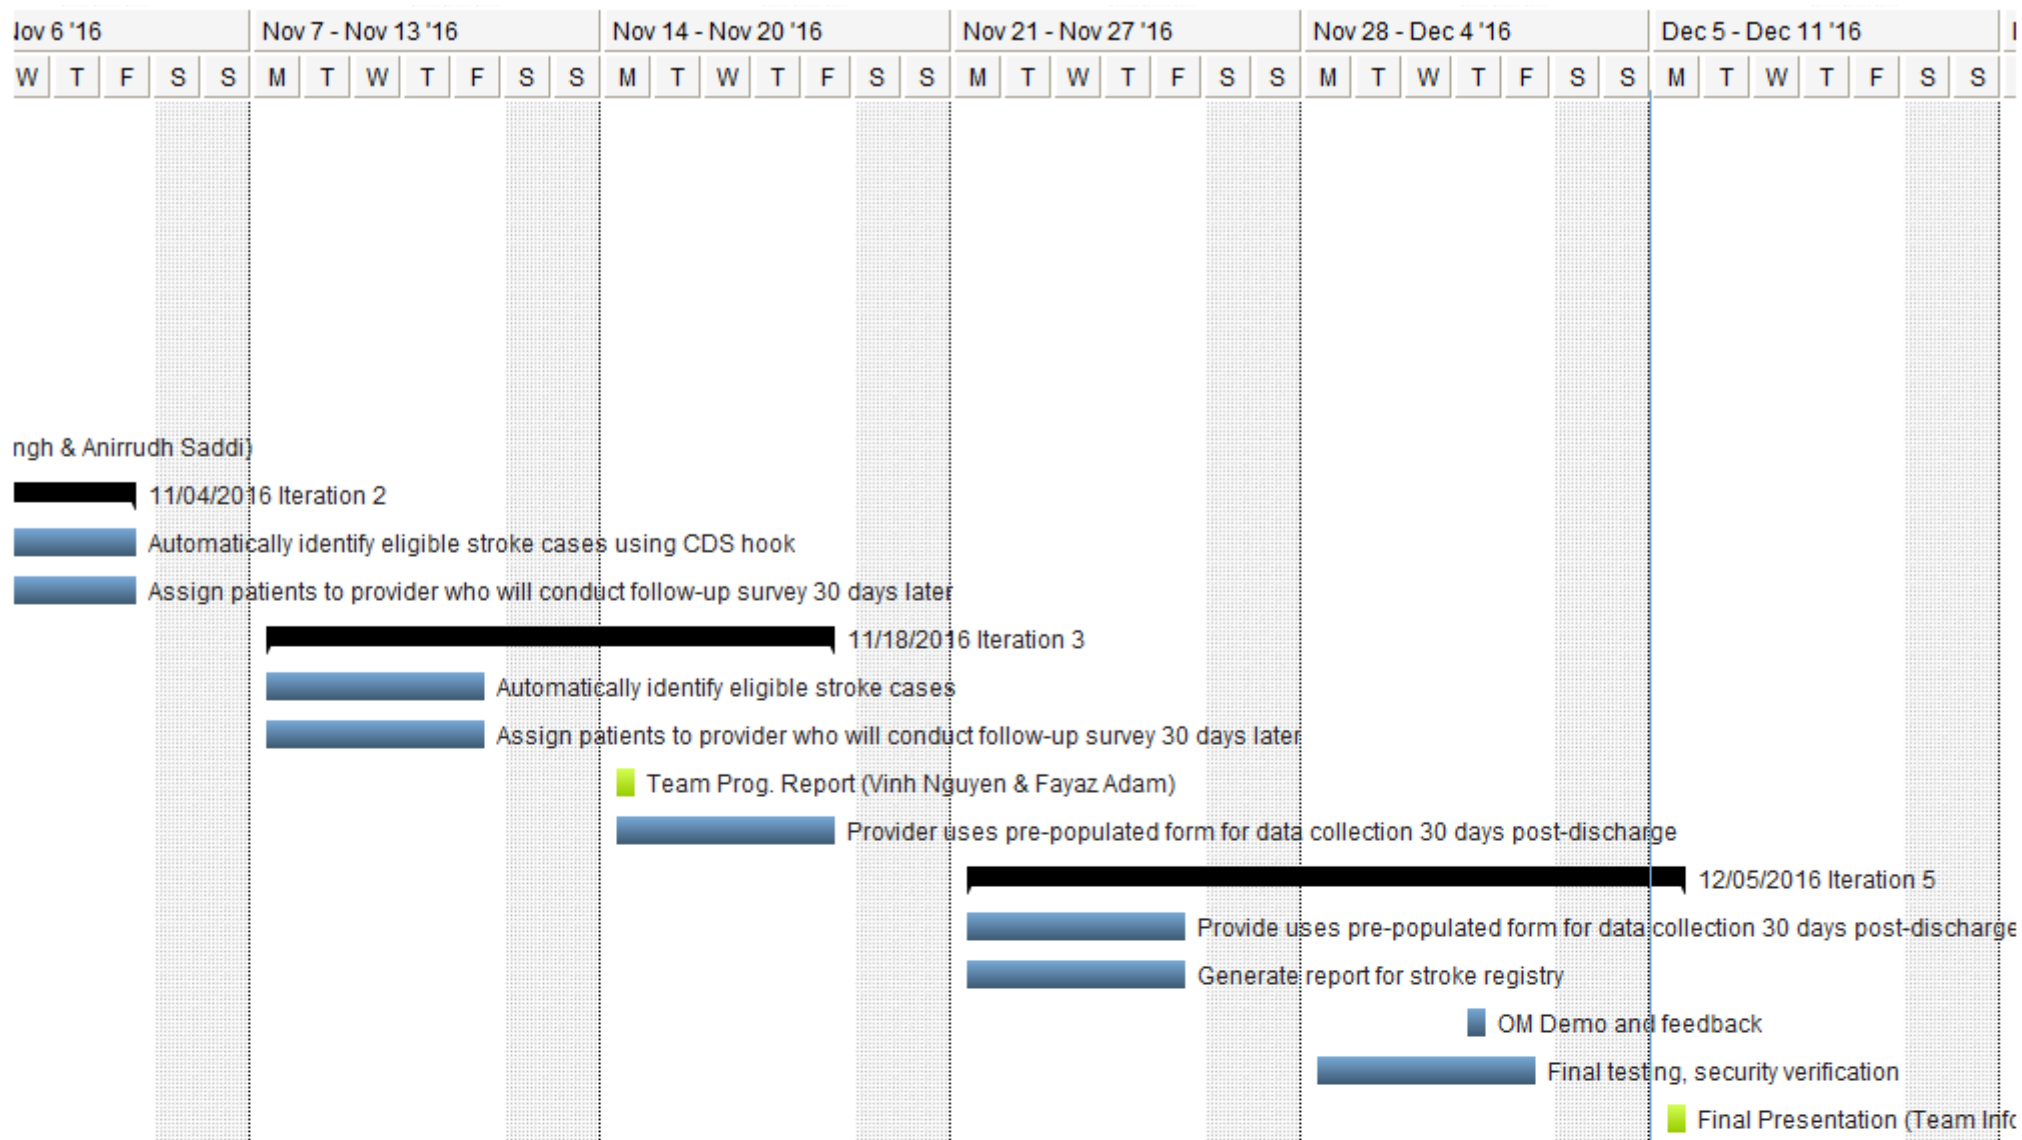 Nov 6 '16 Nov 7 - Nov 13 '16 Nov 14 - Nov 20 '16 Nov 21 - Nov 27 '16 Nov 28 - Dec 4 '16 Dec 5 - Dec 11 '16
W T F S S M T W T F S S M T W T F S S M T W T F S S M T W T F S S M T W T F S S
ngh & Anirrudh Saddi)
11/04/2016 Iteration 2
Automatically identify eligible stroke cases using CDS hook
Assign patients to provider who will conduct follow-up survey 30 days later
11/18/2016 Iteration 3
Automatically identify eligible stroke cases
Assign patients to provider who will conduct follow-up survey 30 days later
Team Prog. Report (Vinh Nguyen & Fayaz Adam)
Provider uses pre-populated form for data collection 30 days post-discharge
12/05/2016 Iteration 5
Provide uses pre-populated form for data collection 30 days post-discharge
Generate report for stroke registry
OM Demo and feedback
Final testing, security verification
Final Presentation (Team Info